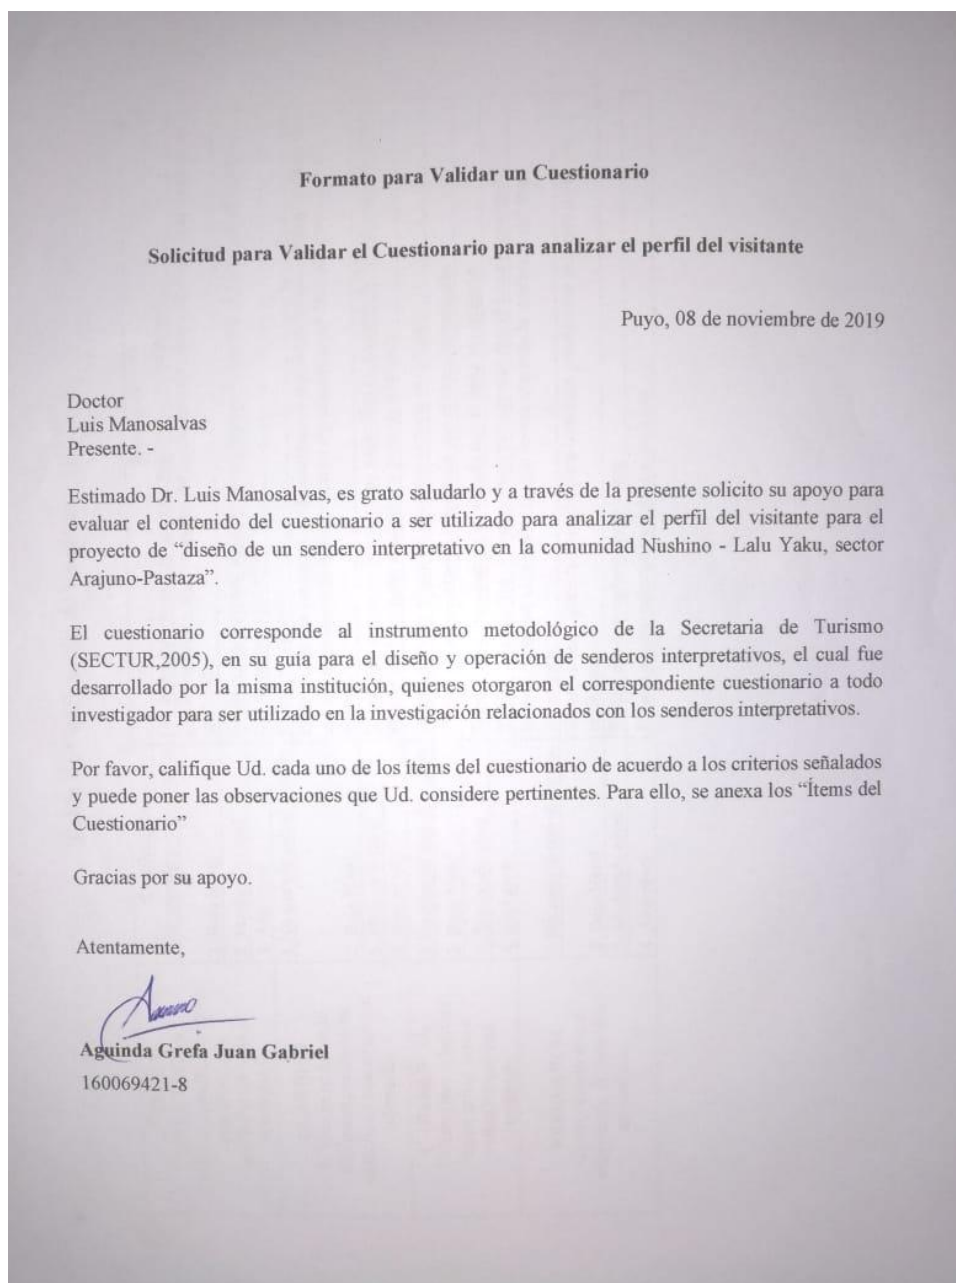 Formato para Validar un Cuestionario
Solicitud para Validar el Cuestionario para analizar el perfil del visitante
Puyo, 08 de noviembre de 2019
Doctor
Luis Manosalvas
Presente. -
Estimado Dr. Luis Manosalvas, es grato saludarlo y a través de la presente solicito su apoyo para
evaluar el contenido del cuestionario a ser utilizado para analizar el perfil del visitante para el
proyecto de “diseño de un sendero interpretativo en la comunidad Nushino - Lalu Yaku, sector
Arajuno-Pastaza”.
El cuestionario corresponde al instrumento metodológico de la Secretaria de Turismo
(SECTUR,2005), en su guía para el diseño y operación de senderos interpretativos, el cual fue
desarrollado por la misma institución, quienes otorgaron el correspondiente cuestionario a todo
investigador para ser utilizado en la investigación relacionados con los senderos interpretativos.
Por favor, califique Ud. cada uno de los ítems del cuestionario de acuerdo a los criterios señalados
y puede poner las observaciones que Ud. considere pertinentes. Para ello, se anexa los “Ítems del
Cuestionario”
Gracias por su apoyo.
Atentamente,
Aguinda Grefa Juan Gabriel
160069421-8